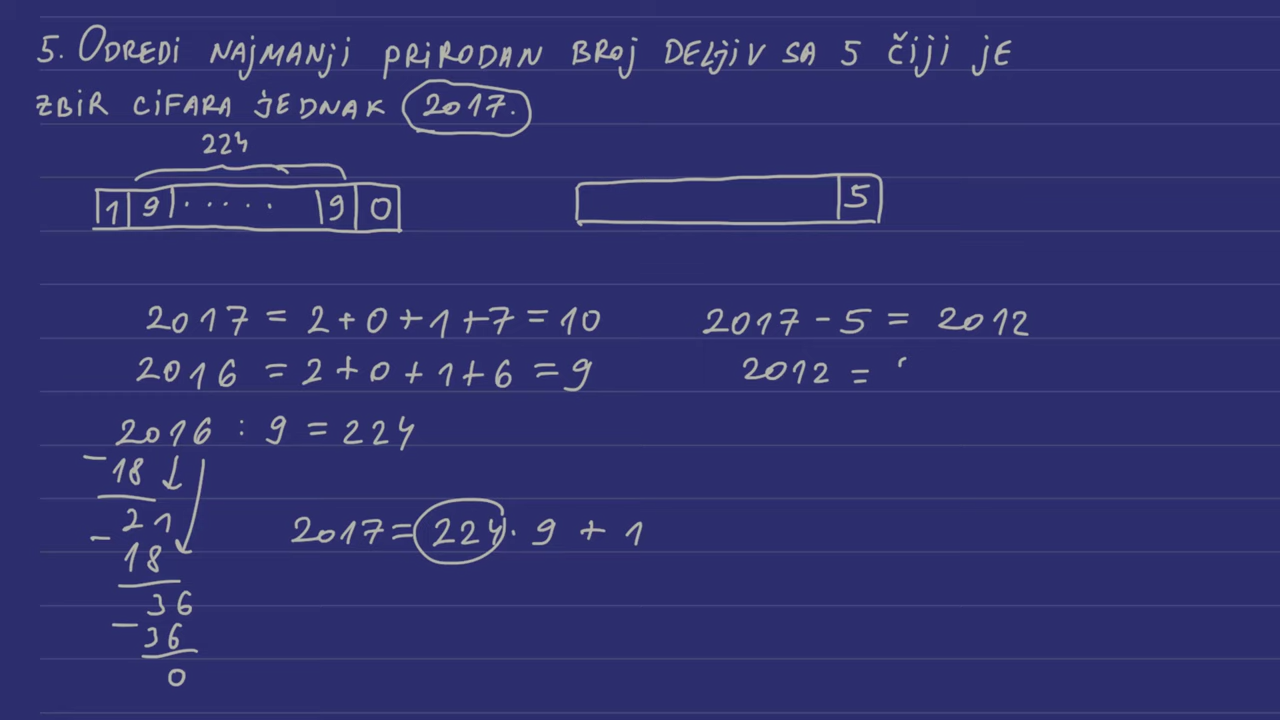 5. ODREDI NAJMANJI PRIRODAN BROJ DELJIV SA 5 ČIJI JE
ZBIR CIFARA JEDNAK 2017.
224
1 9 ..... 9 0
5
2017 = 2+0+1+7=10
2017-5 = 2012
2016 = 2+0+1+6=9
2012 =
2016 : 9 = 224
-18
21
-18
2017=224·9+1
36
-36
0